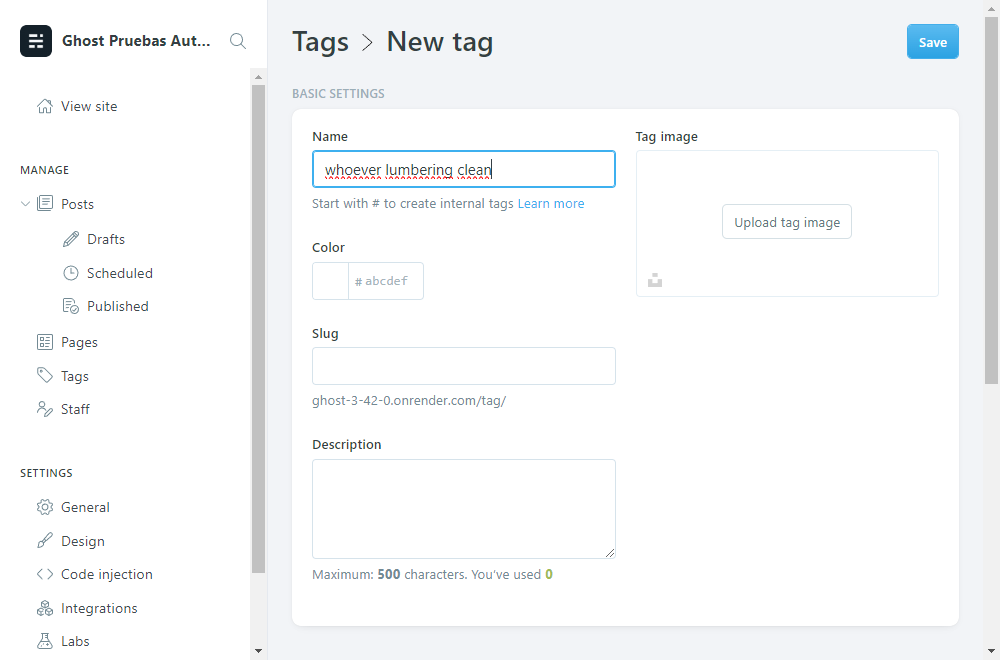 Ghost Pruebas Aut...
View site
MANAGE
Posts
Drafts
Scheduled
Published
Pages
Tags
Staff
SETTINGS
General
Design
Code injection
Integrations
Labs
Tags > New tag
Save
BASIC SETTINGS
Name
whoever lumbering clean
Start with # to create internal tags Learn more
Color
# abcdef
Slug
ghost-3-42-0.onrender.com/tag/
Description
Maximum: 500 characters. You've used 0
Tag image
Upload tag image